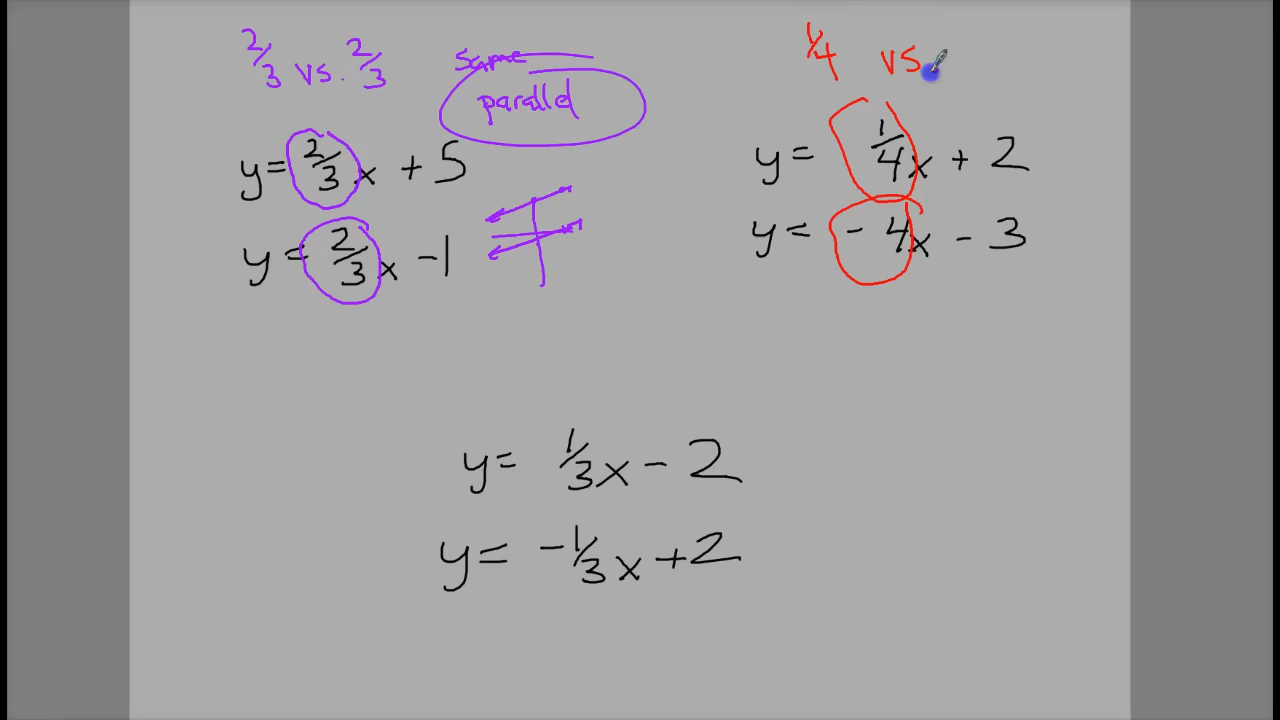 2/3 vs. 2/3
same
parallel
y = 2/3 x + 5
y = 2/3 x - 1
1/4 vs
y = 1/4 x + 2
y = - 4x - 3
y = 1/3 x - 2
y = - 1/3 x + 2